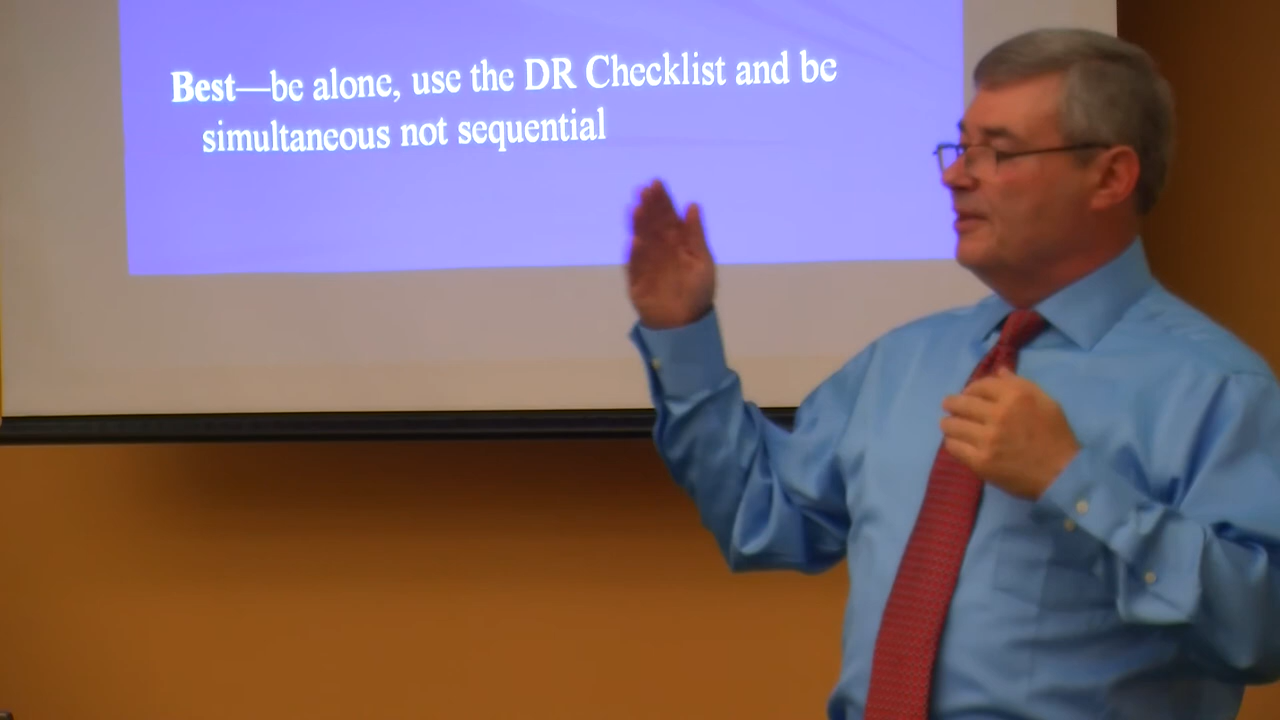 Best—be alone, use the DR Checklist and be
simultaneous not sequential